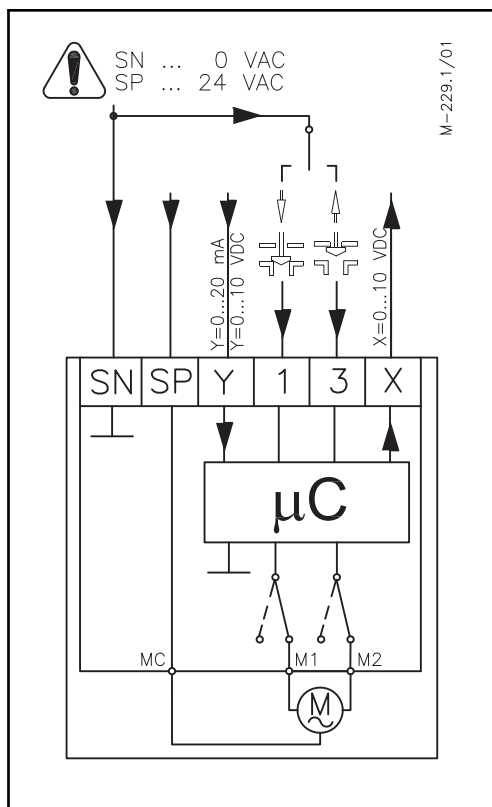 SN ... 0 VAC
SP ... 24 VAC
M-229.1/01
Y=0...20 mA
Y=0...10 VDC
X=0...10 VDC
SN SP Y 1 3 X
µC
MC M1 M2
M